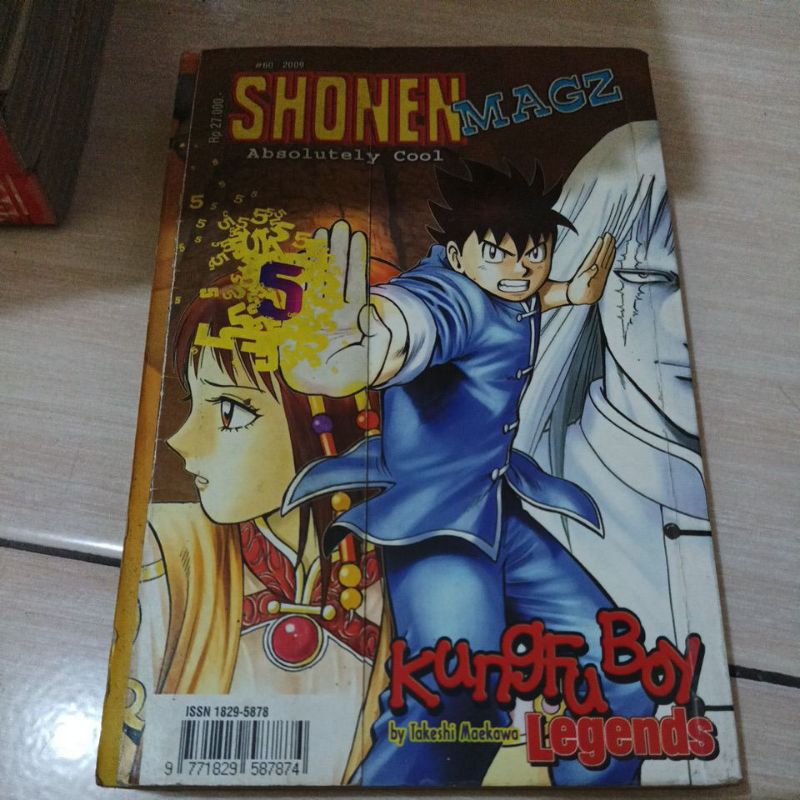 #60 2009
SHONEN MAGZ
Rp 27.000,-
Absolutely Cool
5
Kungfu Boy
Legends
by Takeshi Maekawa
ISSN 1829-5878
9 771829 587874